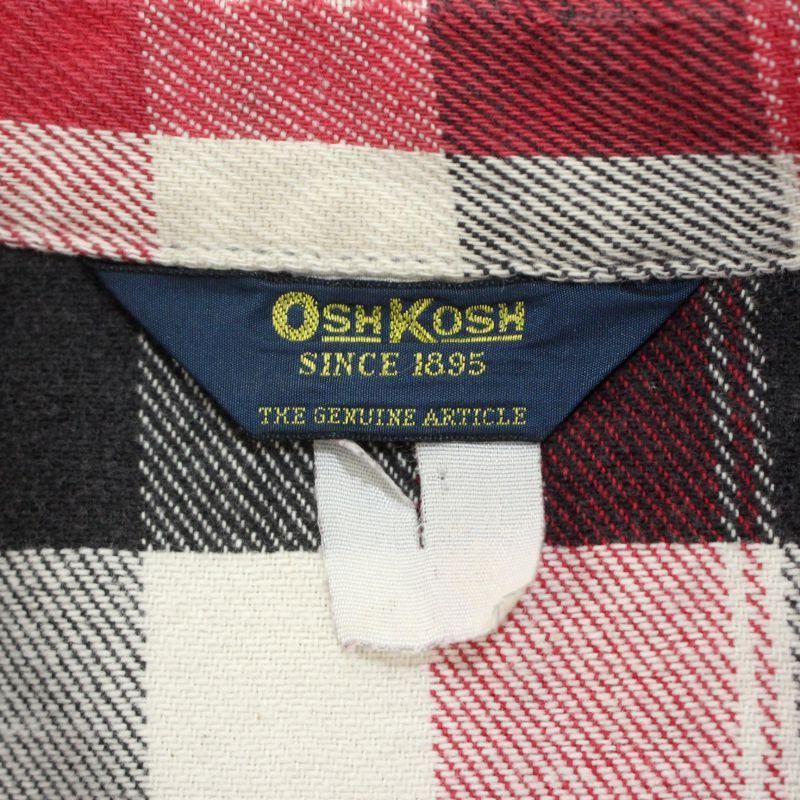 OSHKOSH
SINCE 1895
THE GENUINE ARTICLE